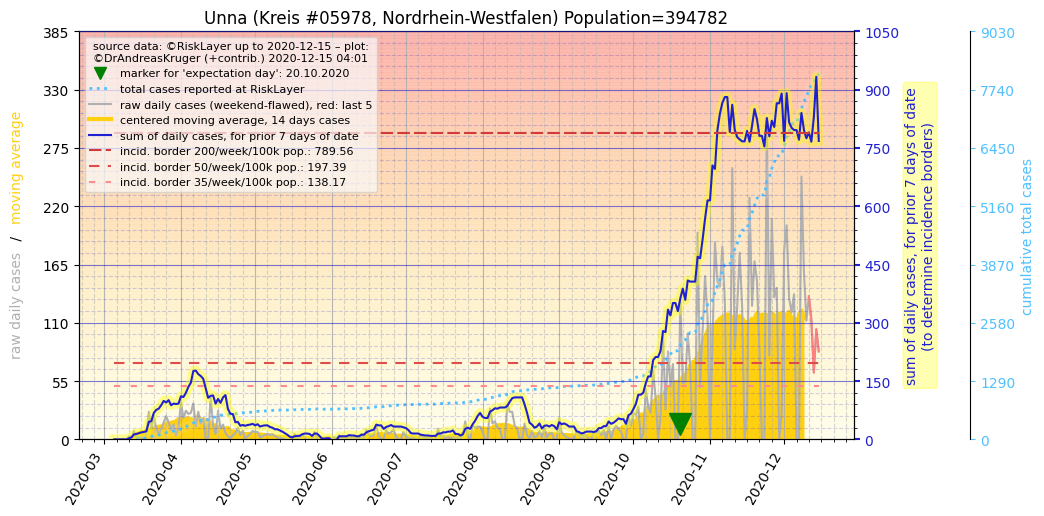 Unna (Kreis #05978, Nordrhein-Westfalen) Population=394782
source data: ©RiskLayer up to 2020-12-15 – plot:
©DrAndreasKruger (+contrib.) 2020-12-15 04:01
marker for 'expectation day': 20.10.2020
total cases reported at RiskLayer
raw daily cases (weekend-flawed), red: last 5
centered moving average, 14 days cases
sum of daily cases, for prior 7 days of date
incid. border 200/week/100k pop.: 789.56
incid. border 50/week/100k pop.: 197.39
incid. border 35/week/100k pop.: 138.17
raw daily cases / moving average
385
330
275
220
165
110
55
0
2020-03
2020-04
2020-05
2020-06
2020-07
2020-08
2020-09
2020-10
2020-11
2020-12
1050
900
750
600
450
300
150
0
sum of daily cases, for prior 7 days of date
(to determine incidence borders)
9030
7740
6450
5160
3870
2580
1290
0
cumulative total cases